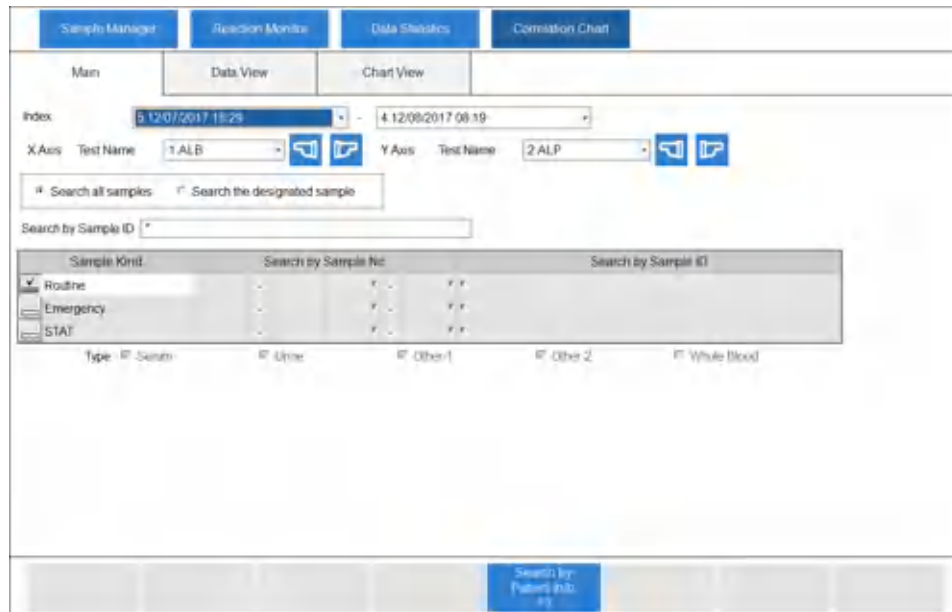 Sample Manager Reaction Monitor Data Statistics Correlation Chart
Main Data View Chart View
Index 5.12/07/2017 18:29 - 4.12/08/2017 08:19
X Axis Test Name 1.ALB Y Axis Test Name 2.ALP
Search all samples Search the designated sample
Search by Sample ID *
Sample Kind Search by Sample No Search by Sample ID
Routine
Emergency
STAT
Type Serum Urine Other-1 Other 2 Whole Blood
Search by
Patient Info.